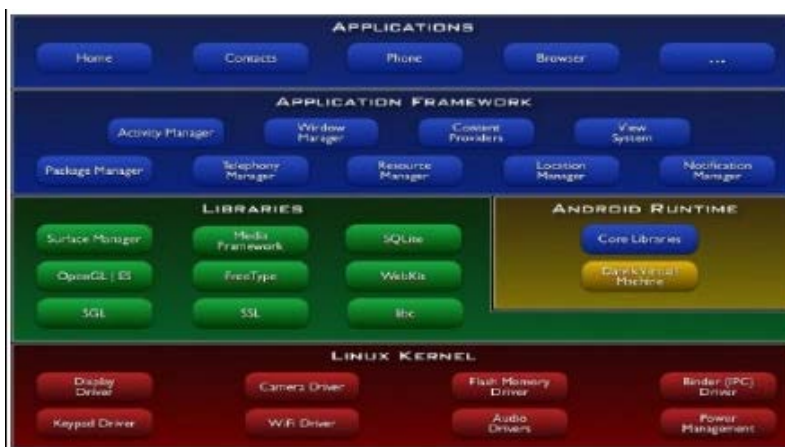 APPLICATIONS
Home
Contacts
Phone
Browser
...
APPLICATION FRAMEWORK
Activity Manager
Window
Manager
Content
Providers
View
System
Package Manager
Telephony
Manager
Resource
Manager
Location
Manager
Notification
Manager
LIBRARIES
Surface Manager
Media
Framework
SQLite
OpenGL | ES
FreeType
WebKit
SGL
SSL
libc
ANDROID RUNTIME
Core Libraries
Dalvik Virtual
Machine
LINUX KERNEL
Display
Driver
Camera Driver
Flash Memory
Driver
Binder (IPC)
Driver
Keypad Driver
WiFi Driver
Audio
Drivers
Power
Management